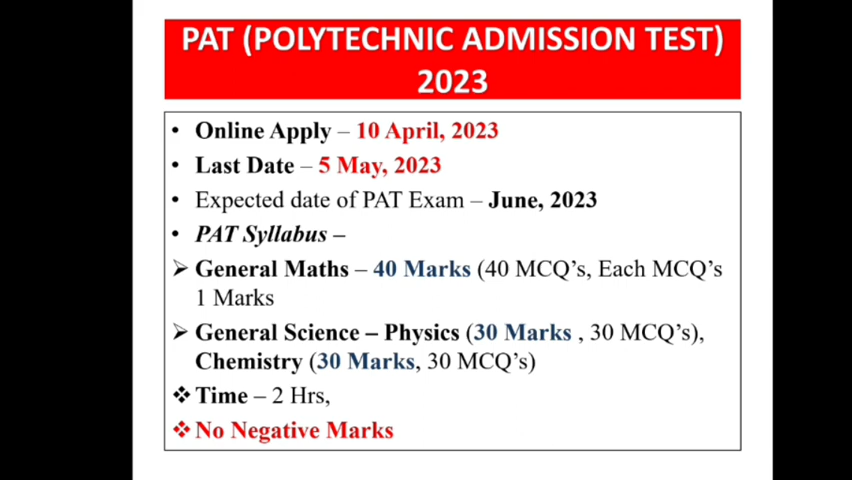 PAT (POLYTECHNIC ADMISSION TEST)
2023
• Online Apply – 10 April, 2023
• Last Date – 5 May, 2023
• Expected date of PAT Exam – June, 2023
• PAT Syllabus –
➢ General Maths – 40 Marks (40 MCQ’s, Each MCQ’s
1 Marks
➢ General Science – Physics (30 Marks , 30 MCQ’s),
Chemistry (30 Marks, 30 MCQ’s)
❖ Time – 2 Hrs,
❖ No Negative Marks